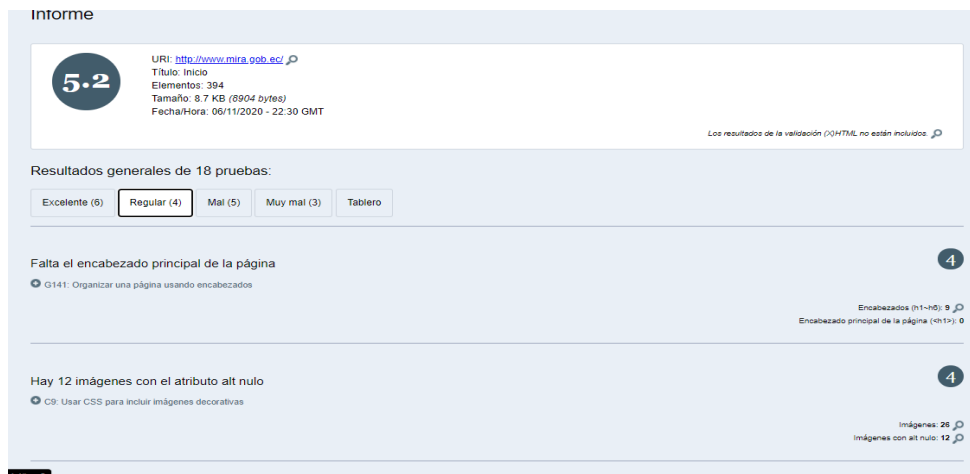 Informe
5.2
URI: http://www.mira.gob.ec/
Título: Inicio
Elementos: 394
Tamaño: 8.7 KB (8904 bytes)
Fecha/Hora: 06/11/2020 - 22:30 GMT
Los resultados de la validación (X)HTML no están incluidos.
Resultados generales de 18 pruebas:
Excelente (6) Regular (4) Mal (5) Muy mal (3) Tablero
Falta el encabezado principal de la página 4
G141: Organizar una página usando encabezados
Encabezados (h1~h6): 9
Encabezado principal de la página (<h1>): 0
Hay 12 imágenes con el atributo alt nulo 4
C9: Usar CSS para incluir imágenes decorativas
Imágenes: 26
Imágenes con alt nulo: 12